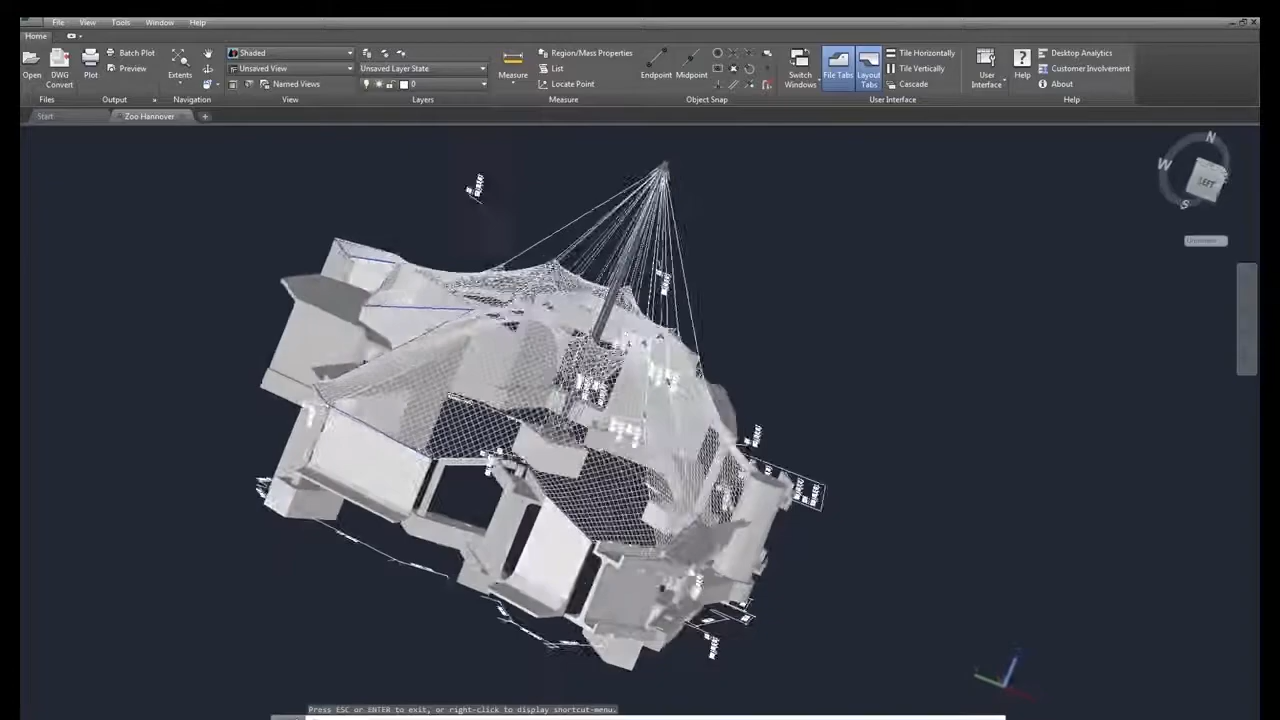 File View Tools Window Help
Home
Open
DWG Convert
Plot
Batch Plot
Preview
Extents
Shaded
Unsaved View
Named Views
Unsaved Layer State
0
Measure
Region/Mass Properties
List
Locate Point
Endpoint
Midpoint
Switch Windows
File Tabs
Layout Tabs
Tile Horizontally
Tile Vertically
Cascade
User Interface
Help
Desktop Analytics
Customer Involvement
About
Files Output Navigation View Layers Measure Object Snap User Interface Help
Start Zoo Hannover
N
W
LEFT
S
Press ESC or ENTER to exit, or right-click to display shortcut-menu.